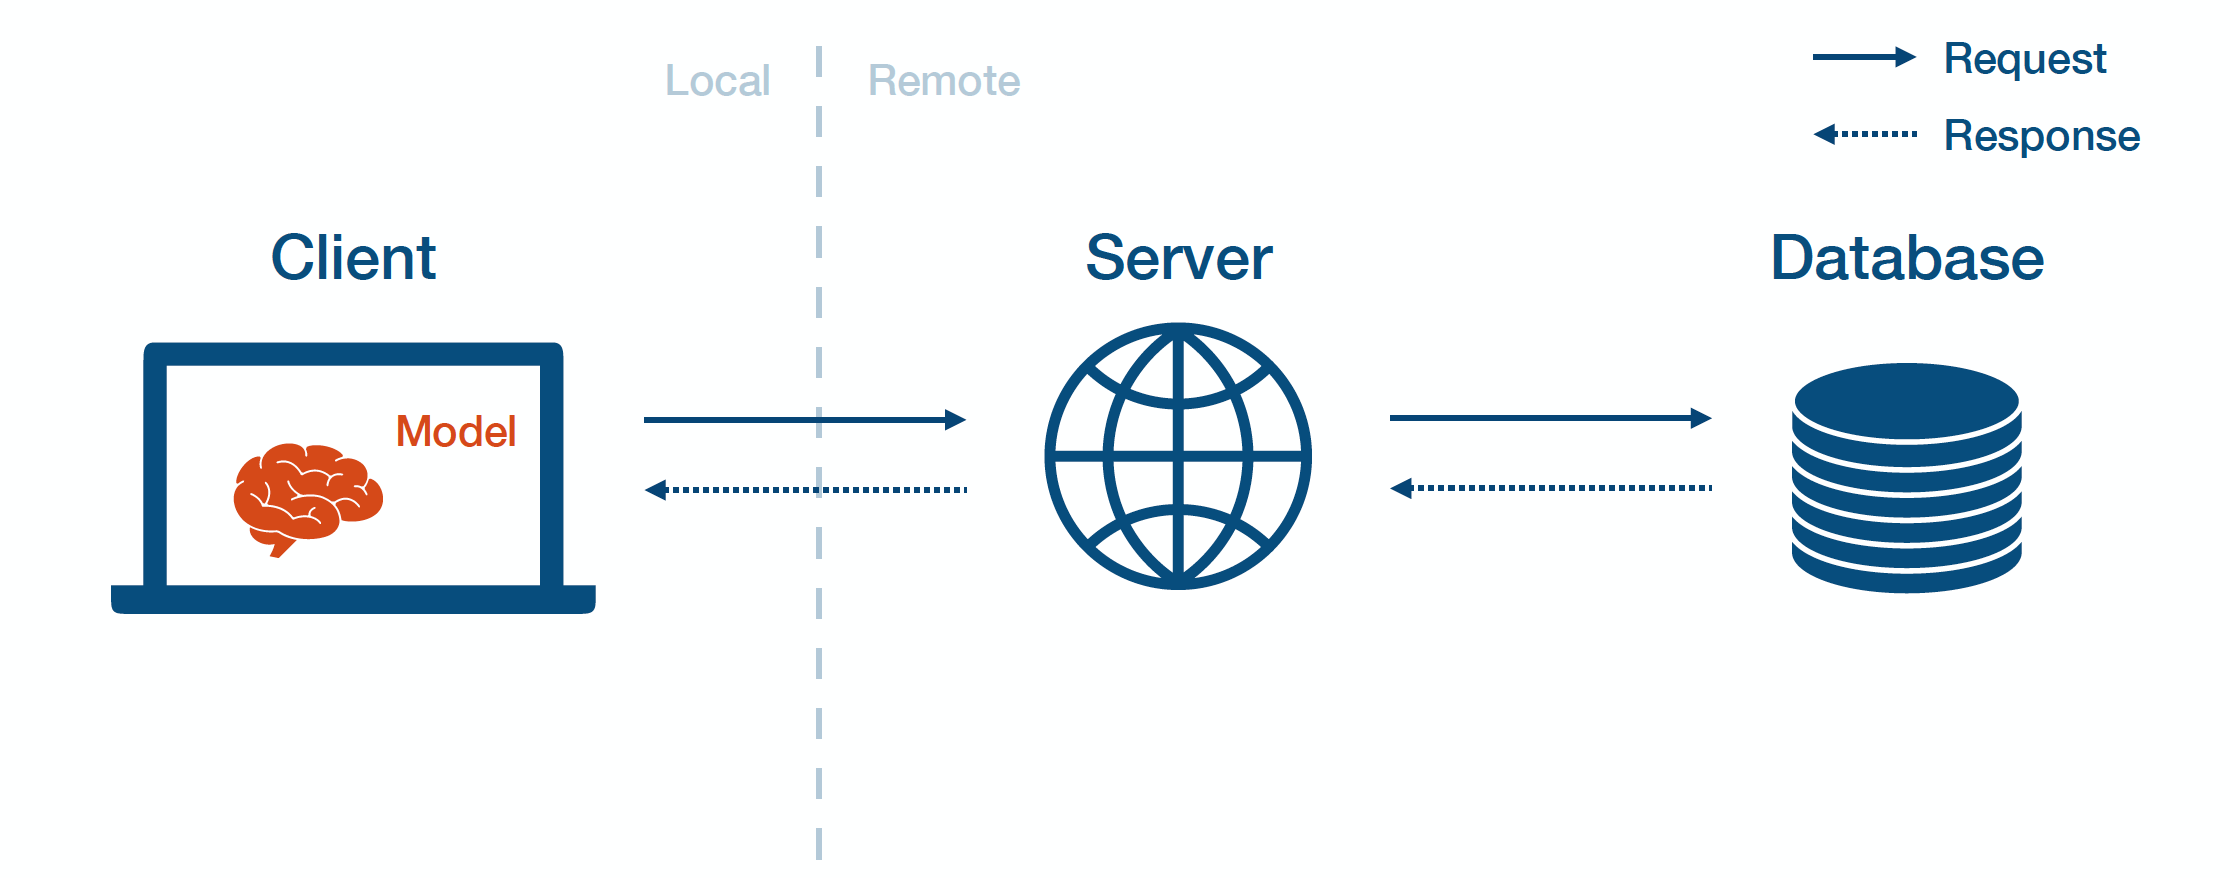 Local
Remote
Request
Response
Client
Server
Database
Model